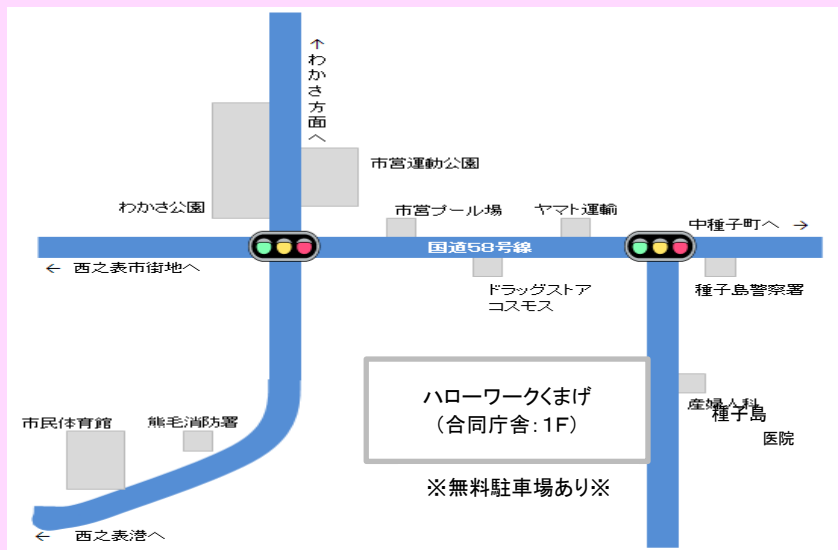 ↑わかさ方面へ
市営運動公園
わかさ公園
市営プール場
ヤマト運輸
中種子町へ →
国道58号線
← 西之表市街地へ
ドラッグストア
コスモス
種子島警察署
ハローワークくまげ
(合同庁舎:1F)
産婦人科
種子島
医院
市民体育館
熊毛消防署
※無料駐車場あり※
← 西之表港へ